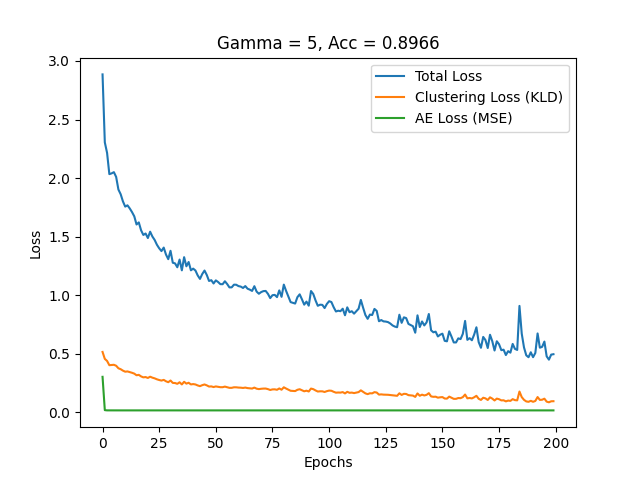 Gamma = 5, Acc = 0.8966
Total Loss
Clustering Loss (KLD)
AE Loss (MSE)
Loss
3.0
2.5
2.0
1.5
1.0
0.5
0.0
0 25 50 75 100 125 150 175 200
Epochs